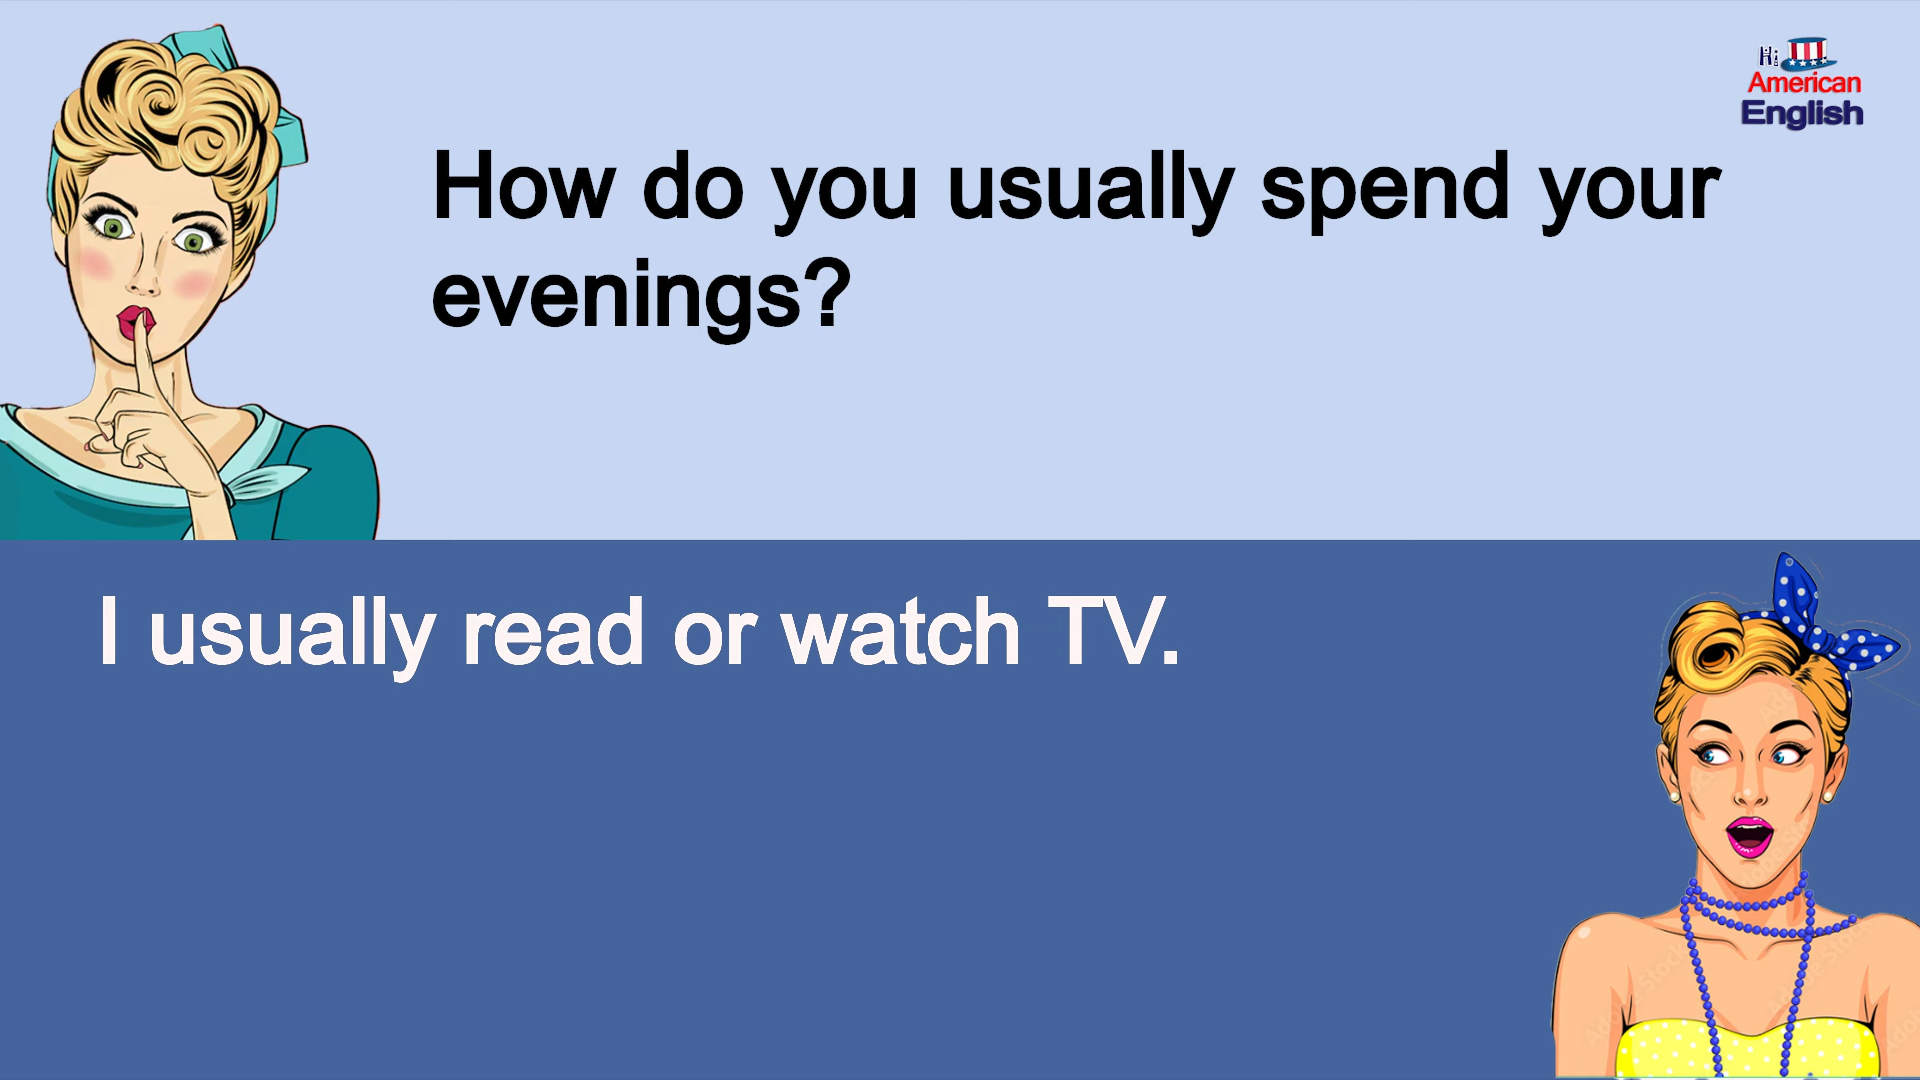 Hi
American
English
How do you usually spend your
evenings?
I usually read or watch TV.